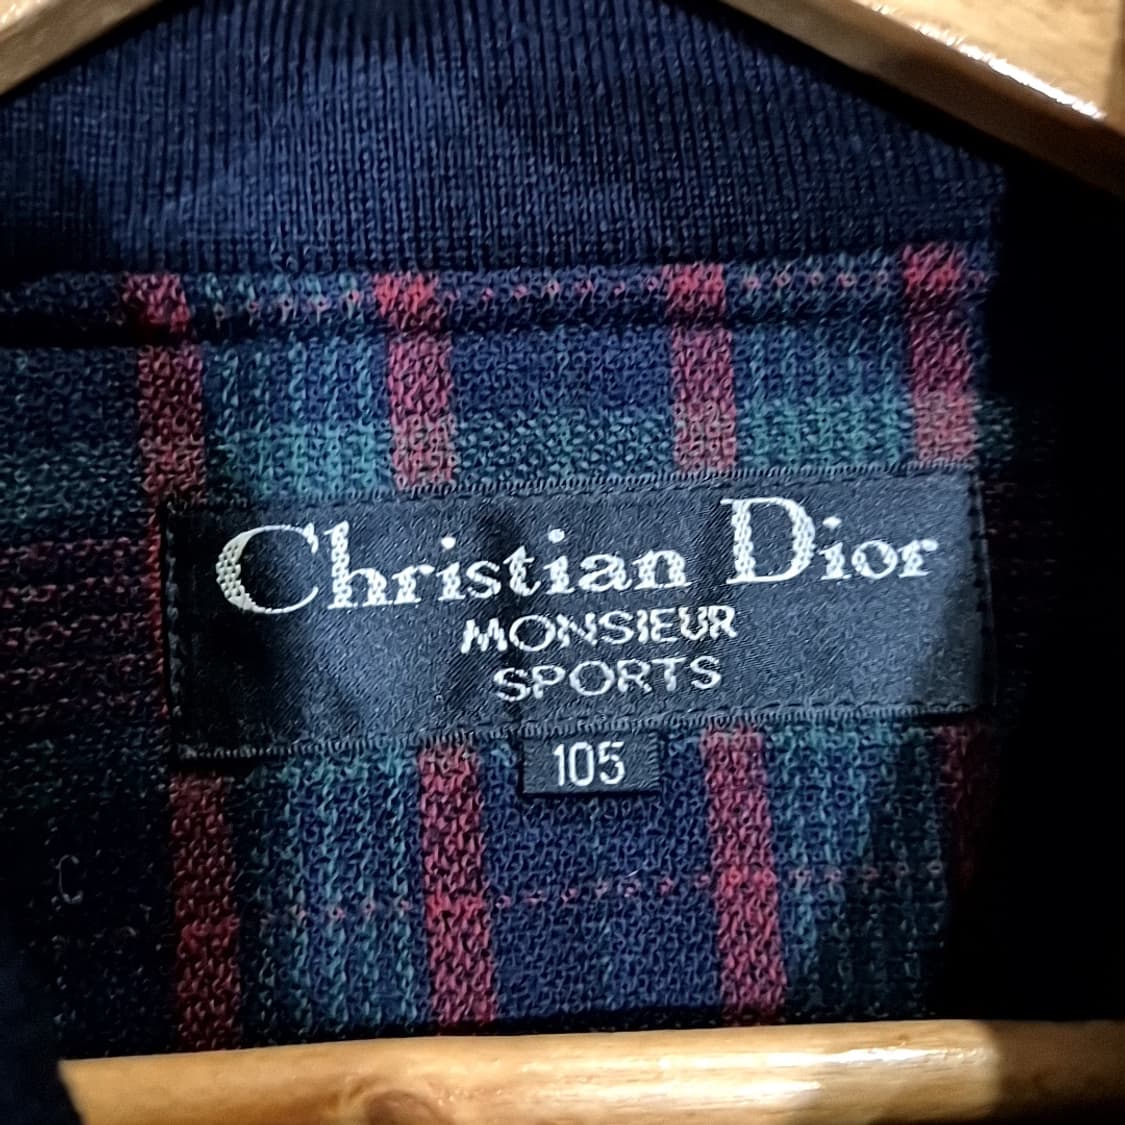 Christian Dior
MONSIEUR
SPORTS
105